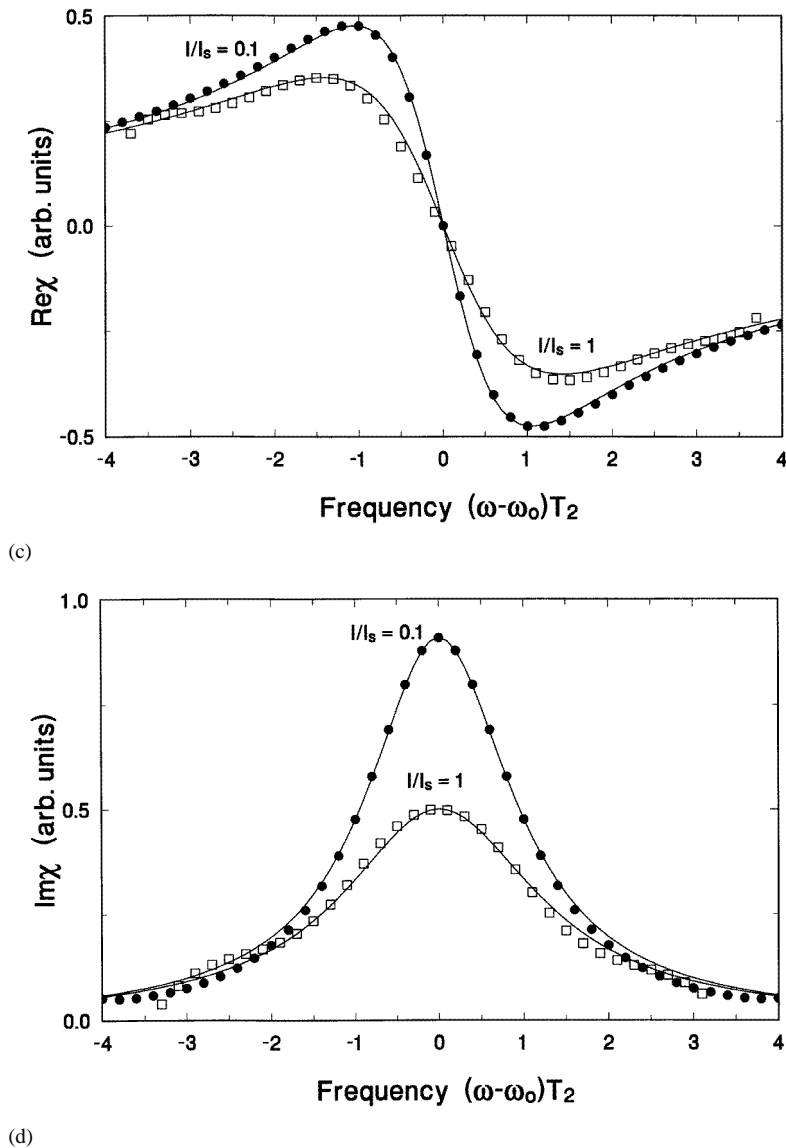 I/Iₛ = 0.1
0.5
I/Iₛ = 1
0.0
-0.5
Reχ (arb. units)
-4 -3 -2 -1 0 1 2 3 4
Frequency (ω-ωₒ)T₂
(c)
1.0
I/Iₛ = 0.1
I/Iₛ = 1
0.5
0.0
Imχ (arb. units)
-4 -3 -2 -1 0 1 2 3 4
Frequency (ω-ωₒ)T₂
(d)